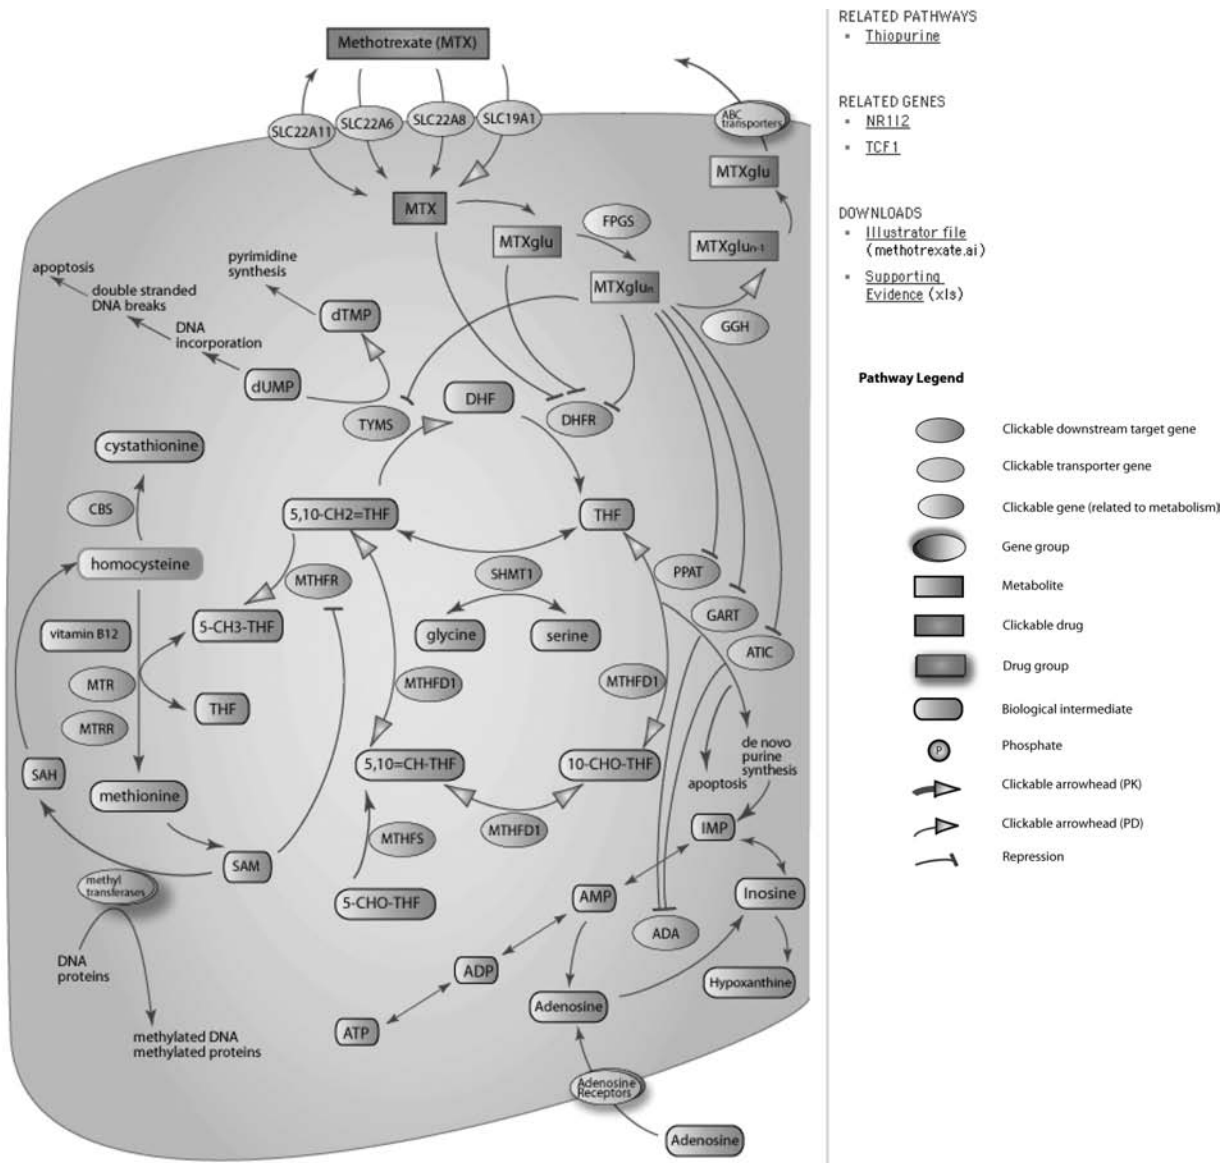 Methotrexate (MTX)
SLC22A11
SLC22A6
SLC22A8
SLC19A1
ABC
transporters
MTXglu
MTX
MTXglu
FPGS
MTXglun-1
MTXglun
GGH
pyrimidine
synthesis
apoptosis
double stranded
DNA breaks
DNA
incorporation
dTMP
dUMP
TYMS
DHF
DHFR
cystathionine
CBS
homocysteine
5,10-CH2=THF
THF
MTHFR
SHMT1
PPAT
GART
ATIC
vitamin B12
5-CH3-THF
glycine
serine
MTR
MTRR
THF
MTHFD1
MTHFD1
SAH
methionine
5,10=CH-THF
10-CHO-THF
de novo
purine
synthesis
apoptosis
MTHFS
MTHFD1
IMP
SAM
methyl
transferases
5-CHO-THF
AMP
Inosine
ADA
DNA
proteins
ADP
Hypoxanthine
Adenosine
ATP
methylated DNA
methylated proteins
Adenosine
Receptors
Adenosine
RELATED PATHWAYS
Thiopurine
RELATED GENES
NR1I2
TCF1
DOWNLOADS
Illustrator file
(methotrexate.ai)
Supporting
Evidence (xls)
Pathway Legend
Clickable downstream target gene
Clickable transporter gene
Clickable gene (related to metabolism)
Gene group
Metabolite
Clickable drug
Drug group
Biological intermediate
P
Phosphate
Clickable arrowhead (PK)
Clickable arrowhead (PD)
Repression